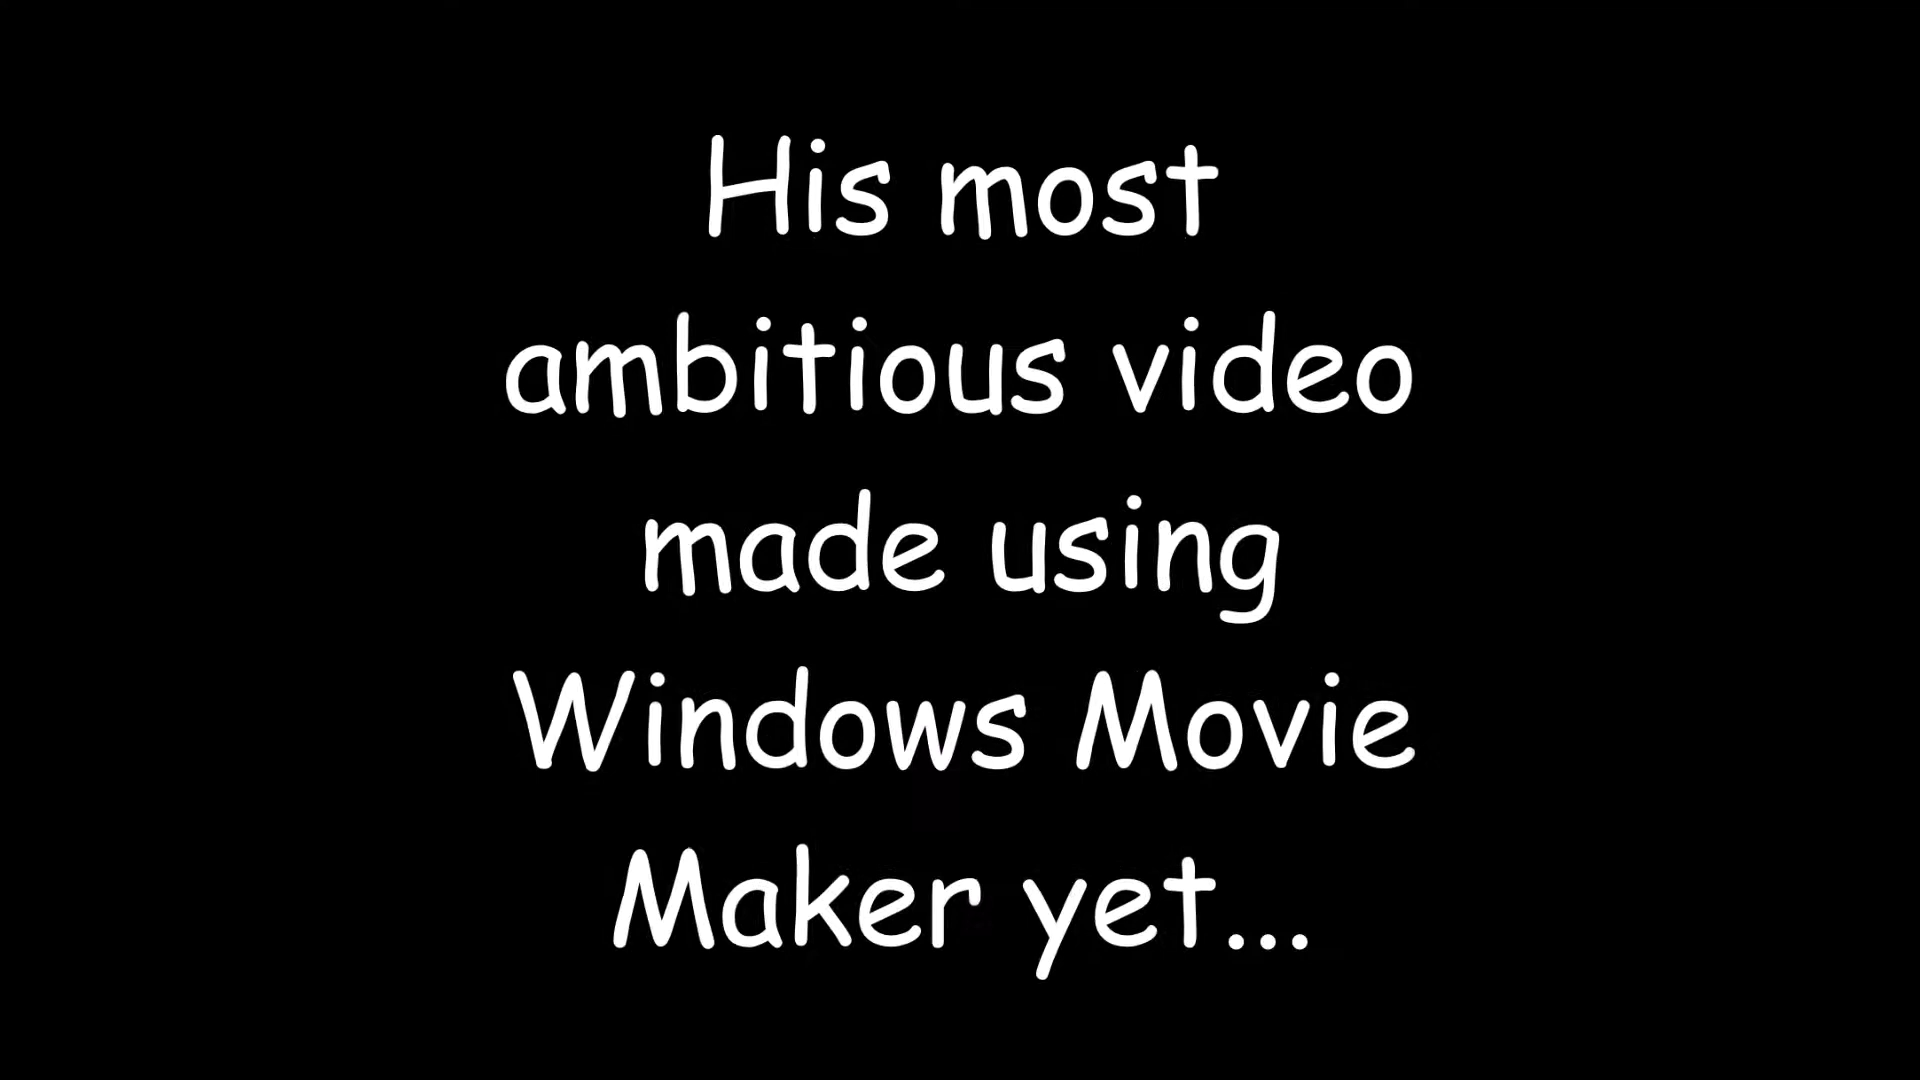 His most
ambitious video
made using
Windows Movie
Maker yet...